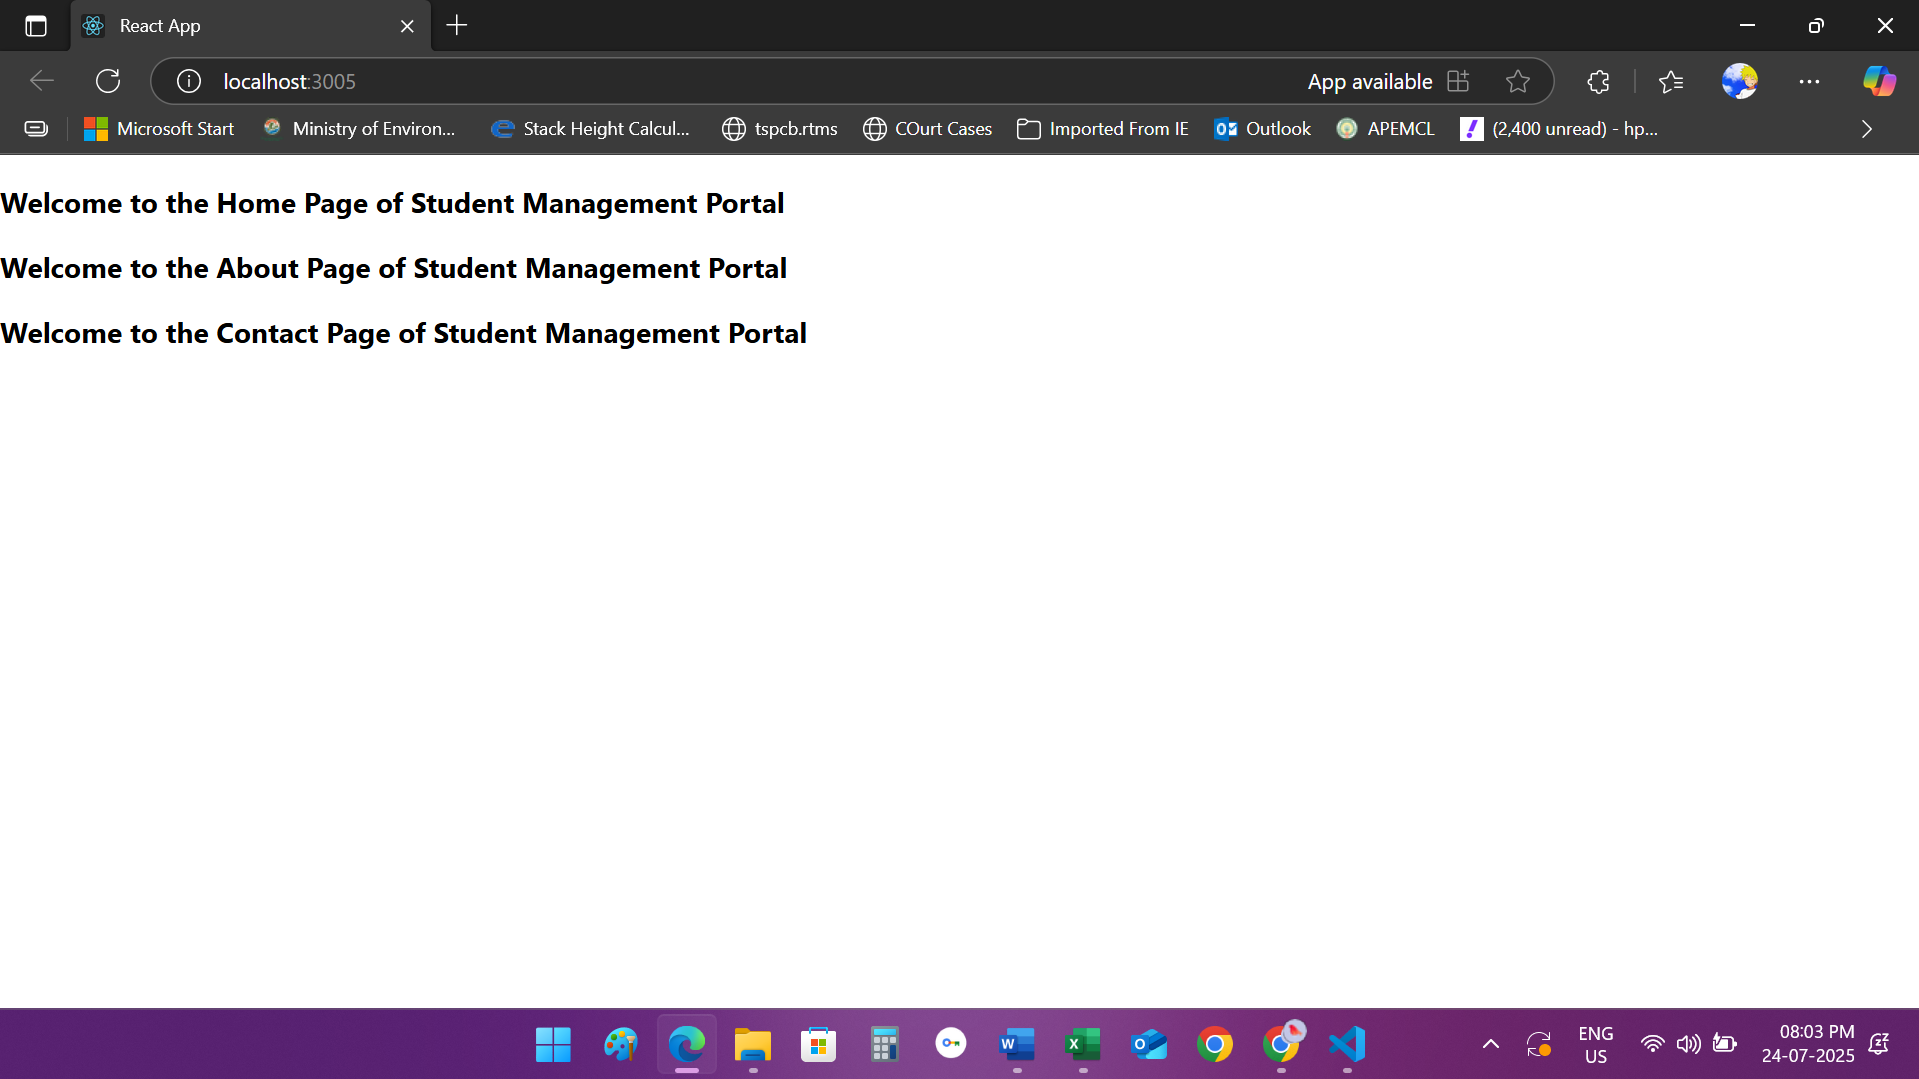 React App
localhost:3005
App available
Microsoft Start
Ministry of Environ...
Stack Height Calcul...
tspcb.rtms
COurt Cases
Imported From IE
Outlook
APEMCL
(2,400 unread) - hp...
Welcome to the Home Page of Student Management Portal
Welcome to the About Page of Student Management Portal
Welcome to the Contact Page of Student Management Portal
ENG
US
08:03 PM
24-07-2025